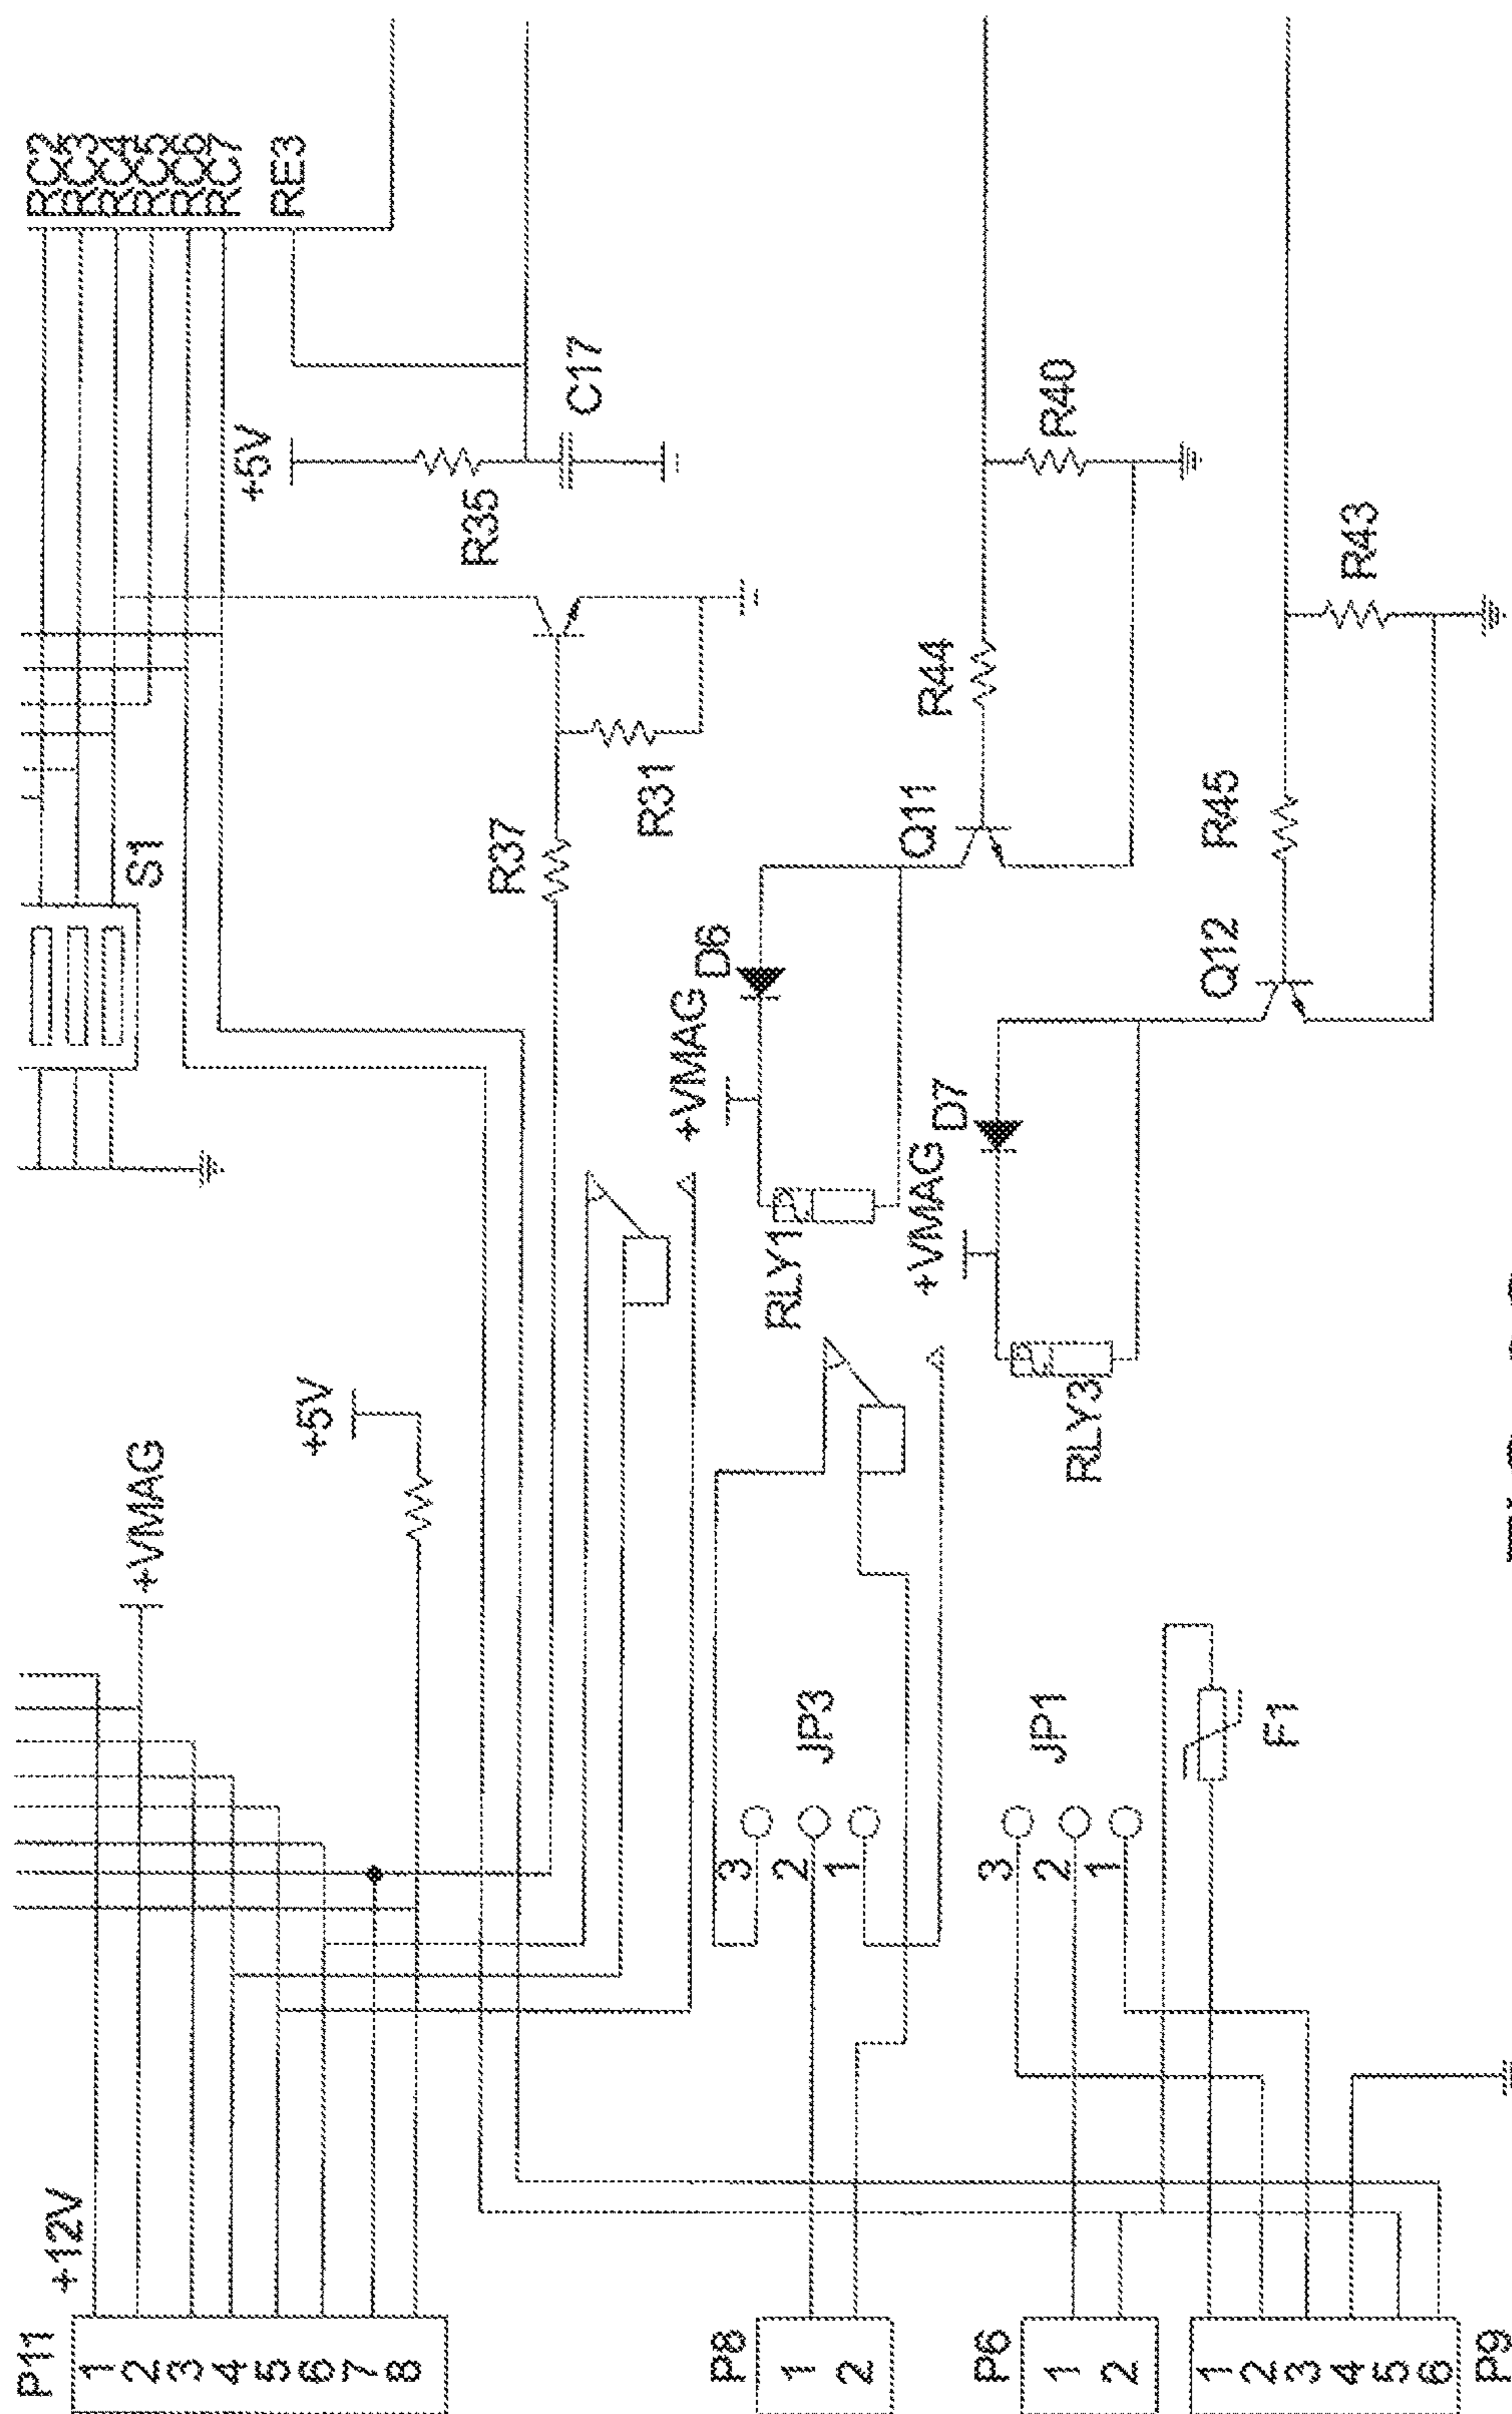 RC2
RC3
RC4
RC5
RC6
RC7
RE3
+5V
R35
C17
S1
R37
R31
R44
R40
Q11
D6
+VMAG
RLY1
R43
R45
Q12
D7
+VMAG
RLY3
+VMAG
+5V
P11
+12V
1
2
3
4
5
6
7
8
JP3
3
2
1
JP1
3
2
1
F1
P8
1
2
P6
1
2
P9
1
2
3
4
5
6